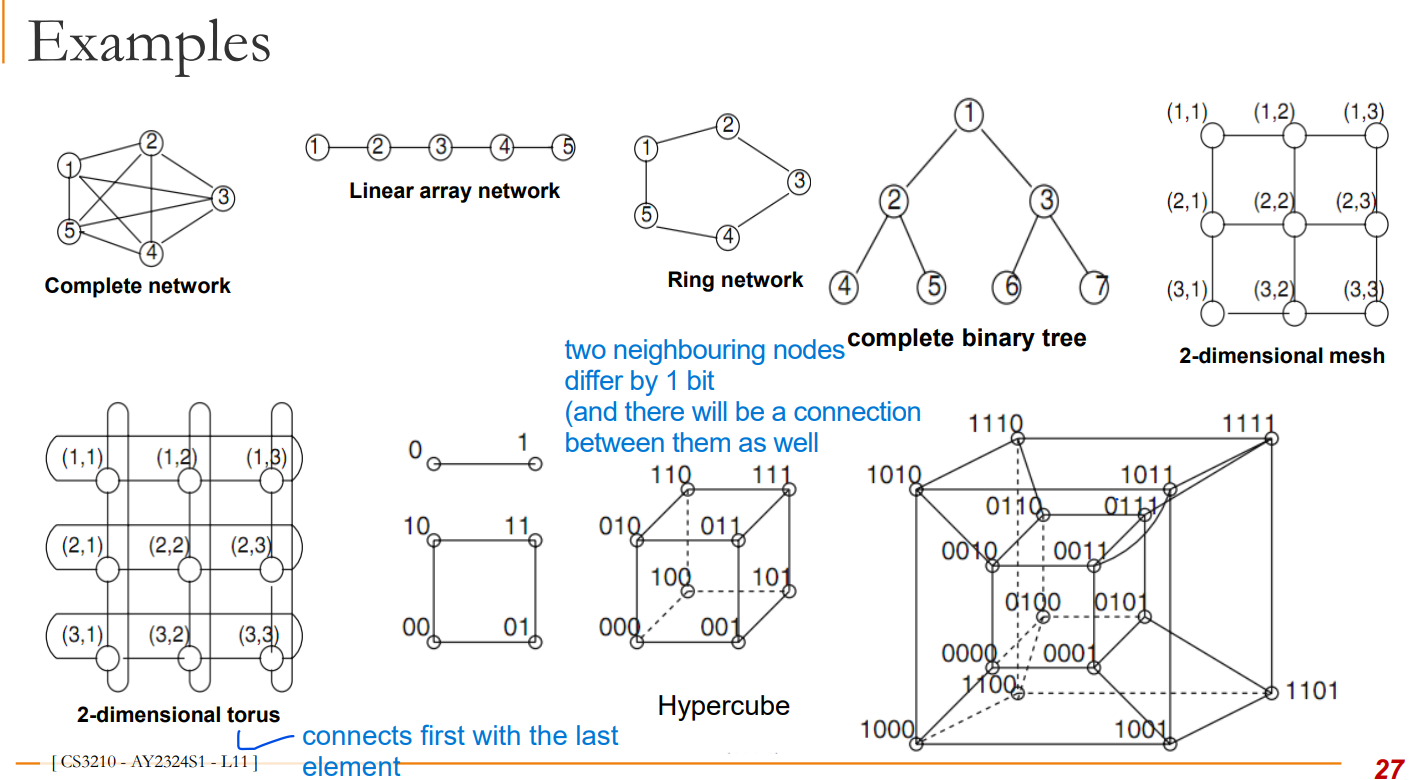 Examples
1
2
3
4
5
Complete network
1
2
3
4
5
Linear array network
1
2
3
4
5
Ring network
1
2
3
4
5
6
7
complete binary tree
(1,1) (1,2) (1,3)
(2,1) (2,2) (2,3)
(3,1) (3,2) (3,3)
2-dimensional mesh
two neighbouring nodes
differ by 1 bit
(and there will be a connection
between them as well
(1,1) (1,2) (1,3)
(2,1) (2,2) (2,3)
(3,1) (3,2) (3,3)
2-dimensional torus
connects first with the last
element
0 1
10 11
00 01
110 111
010 011
100 101
000 001
Hypercube
1110 1111
1010 1011
0110 0111
0010 0011
0100 0101
0000 0001
1100 1101
1000 1001
[ CS3210 - AY2324S1 - L11 ]
27